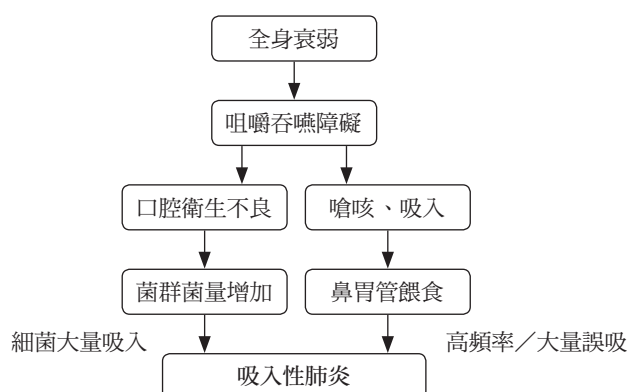 全身衰弱
咀嚼吞嚥障礙
口腔衛生不良
嗆咳、吸入
菌群菌量增加
鼻胃管餵食
細菌大量吸入
高頻率／大量誤吸
吸入性肺炎